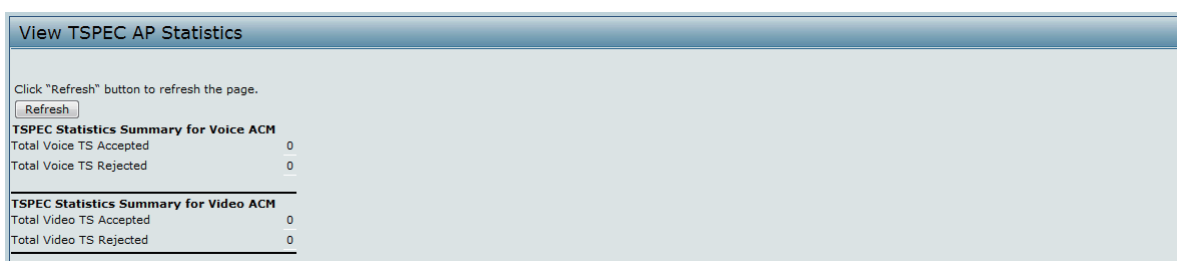 View TSPEC AP Statistics
Click "Refresh" button to refresh the page.
Refresh
TSPEC Statistics Summary for Voice ACM
Total Voice TS Accepted 0
Total Voice TS Rejected 0
TSPEC Statistics Summary for Video ACM
Total Video TS Accepted 0
Total Video TS Rejected 0